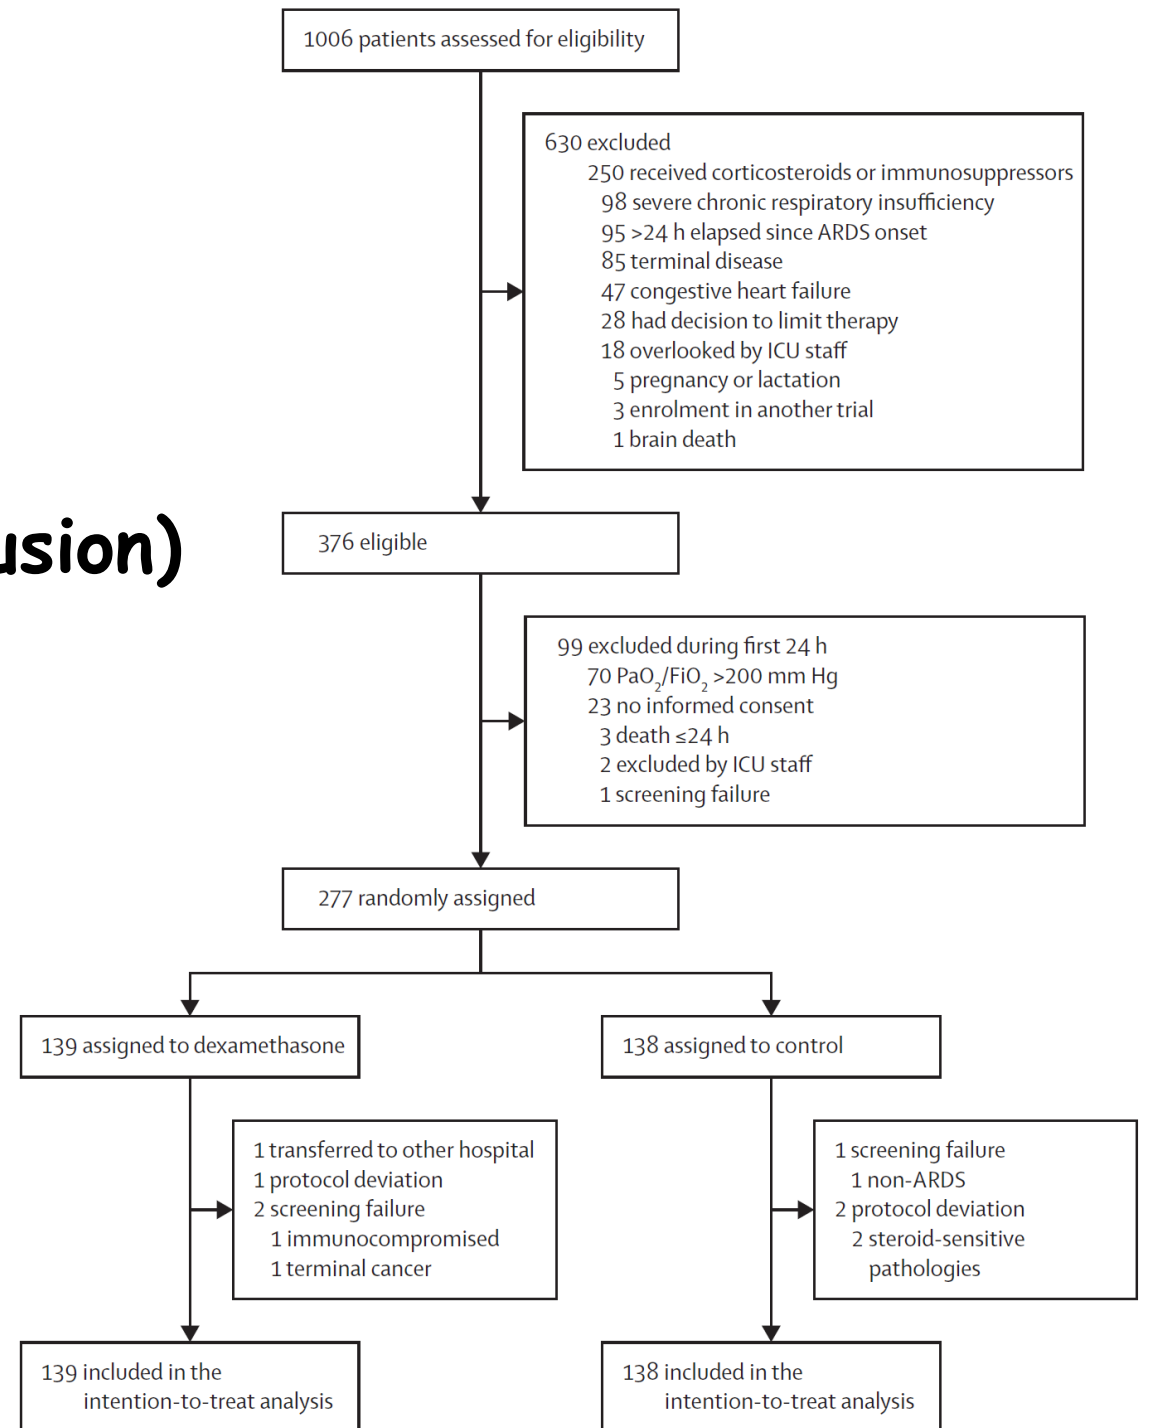 1006 patients assessed for eligibility
630 excluded
250 received corticosteroids or immunosuppressors
98 severe chronic respiratory insufficiency
95 >24 h elapsed since ARDS onset
85 terminal disease
47 congestive heart failure
28 had decision to limit therapy
18 overlooked by ICU staff
5 pregnancy or lactation
3 enrolment in another trial
1 brain death
usion)
376 eligible
99 excluded during first 24 h
70 PaO₂/FiO₂ >200 mm Hg
23 no informed consent
3 death ≤24 h
2 excluded by ICU staff
1 screening failure
277 randomly assigned
139 assigned to dexamethasone
138 assigned to control
1 transferred to other hospital
1 protocol deviation
2 screening failure
1 immunocompromised
1 terminal cancer
1 screening failure
1 non-ARDS
2 protocol deviation
2 steroid-sensitive
pathologies
139 included in the
intention-to-treat analysis
138 included in the
intention-to-treat analysis